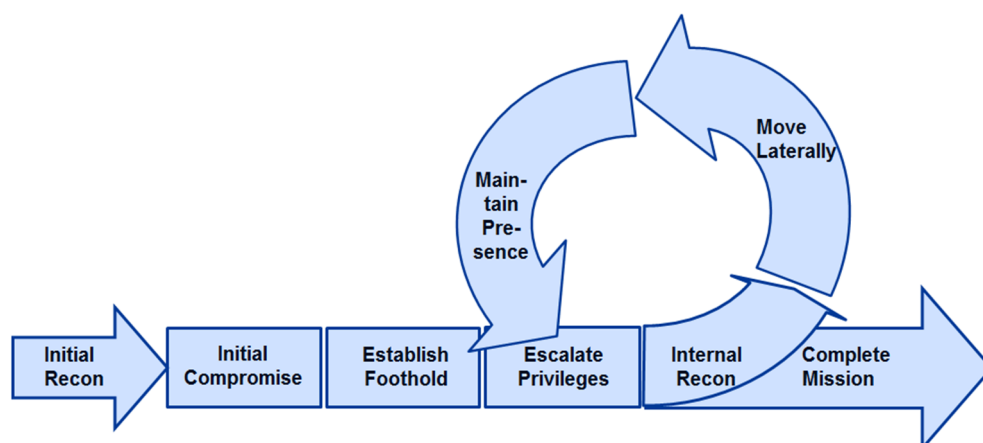 Move
Laterally
Main-
tain
Pre-
sence
Initial
Recon
Initial
Compromise
Establish
Foothold
Escalate
Privileges
Internal
Recon
Complete
Mission